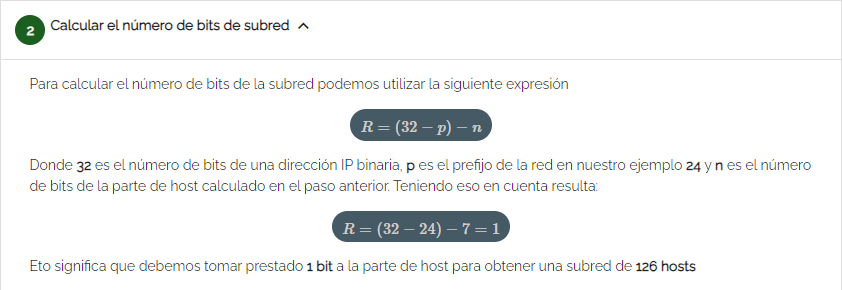 2 Calcular el número de bits de subred
Para calcular el número de bits de la subred podemos utilizar la siguiente expresión
R = (32 − p) − n
Donde 32 es el número de bits de una dirección IP binaria, p es el prefijo de la red en nuestro ejemplo 24 y n es el número
de bits de la parte de host calculado en el paso anterior. Teniendo eso en cuenta resulta:
R = (32 − 24) − 7 = 1
Eto significa que debemos tomar prestado 1 bit a la parte de host para obtener una subred de 126 hosts